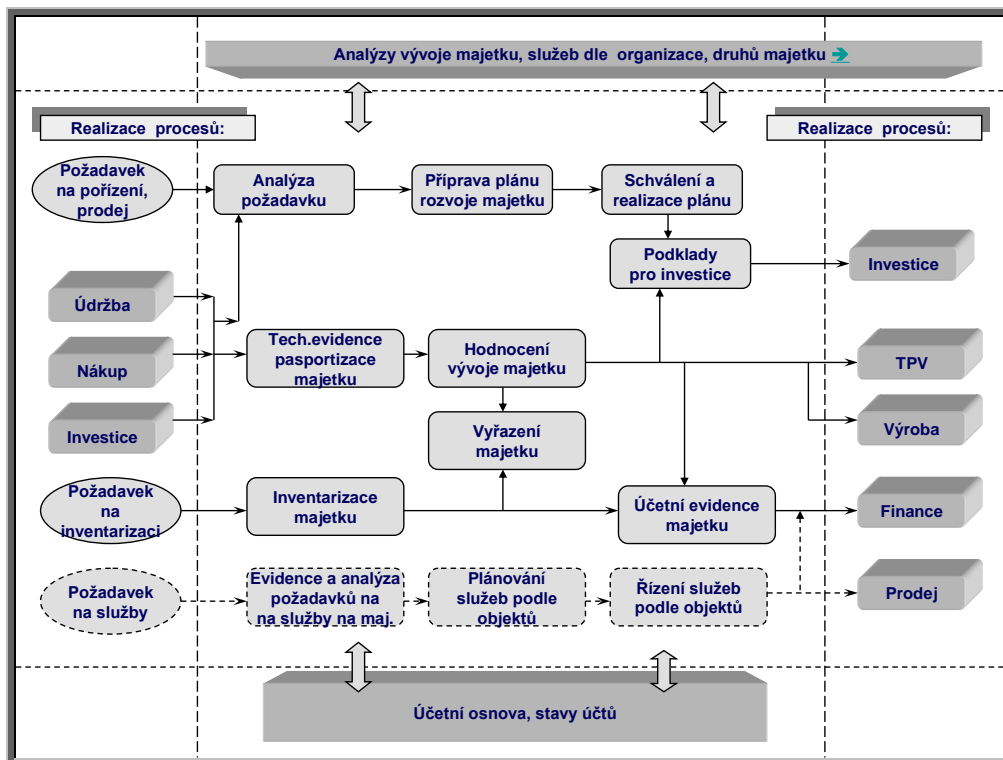 Analýzy vývoje majetku, služeb dle organizace, druhů majetku →
Realizace procesů:
Realizace procesů:
Požadavek
na pořízení,
prodej
Analýza
požadavku
Příprava plánu
rozvoje majetku
Schválení a
realizace plánu
Podklady
pro investice
Investice
Údržba
Nákup
Investice
Tech.evidence
pasportizace
majetku
Hodnocení
vývoje majetku
TPV
Vyřazení
majetku
Výroba
Požadavek
na
inventarizaci
Inventarizace
majetku
Účetní evidence
majetku
Finance
Požadavek
na služby
Evidence a analýza
požadavků na
na služby na maj.
Plánování
služeb podle
objektů
Řízení služeb
podle objektů
Prodej
Účetní osnova, stavy účtů